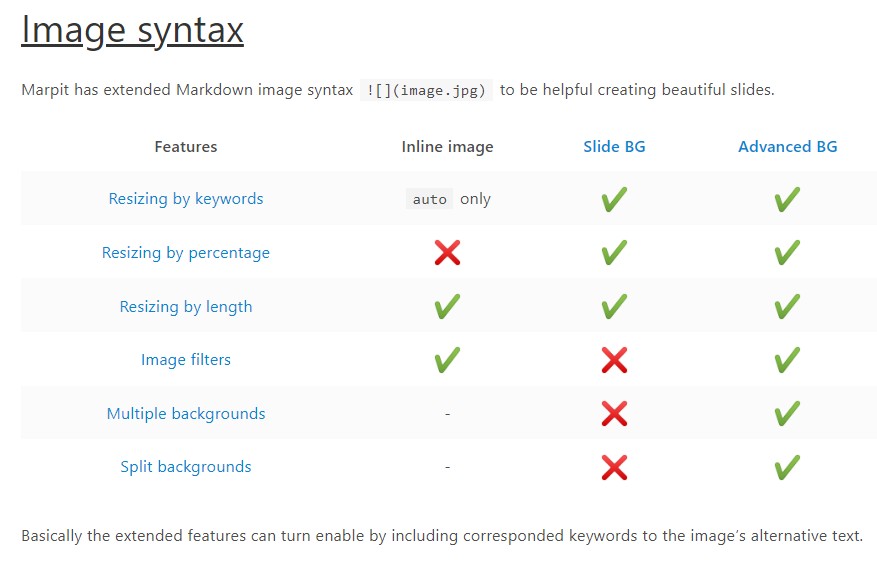 Image syntax
Marpit has extended Markdown image syntax ![](image.jpg) to be helpful creating beautiful slides.
Features Inline image Slide BG Advanced BG
Resizing by keywords auto only ✔️ ✔️
Resizing by percentage ❌ ✔️ ✔️
Resizing by length ✔️ ✔️ ✔️
Image filters ✔️ ❌ ✔️
Multiple backgrounds - ❌ ✔️
Split backgrounds - ❌ ✔️
Basically the extended features can turn enable by including corresponded keywords to the image’s alternative text.